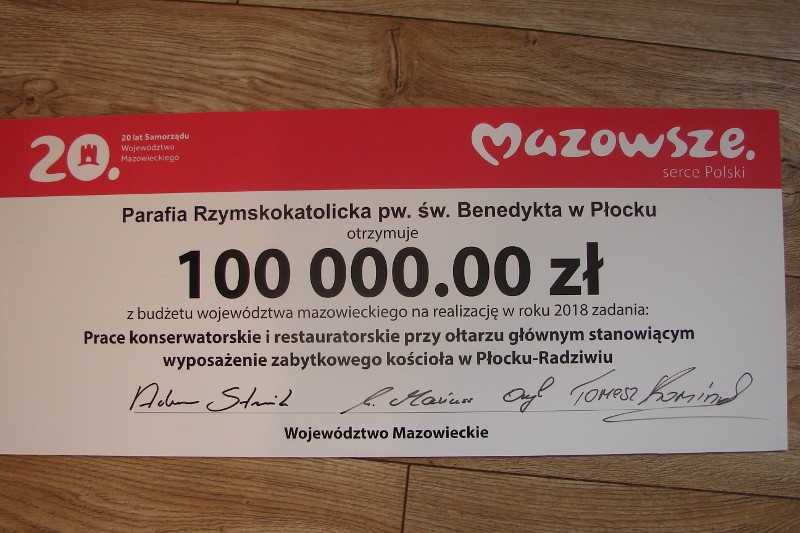 20.
20 lat Samorządu
Województwa
Mazowieckiego
mazowsze.
serce Polski
Parafia Rzymskokatolicka pw. św. Benedykta w Płocku
otrzymuje
100 000.00 zł
z budżetu województwa mazowieckiego na realizację w roku 2018 zadania:
Prace konserwatorskie i restauratorskie przy ołtarzu głównym stanowiącym
wyposażenie zabytkowego kościoła w Płocku-Radziwiu
Województwo Mazowieckie